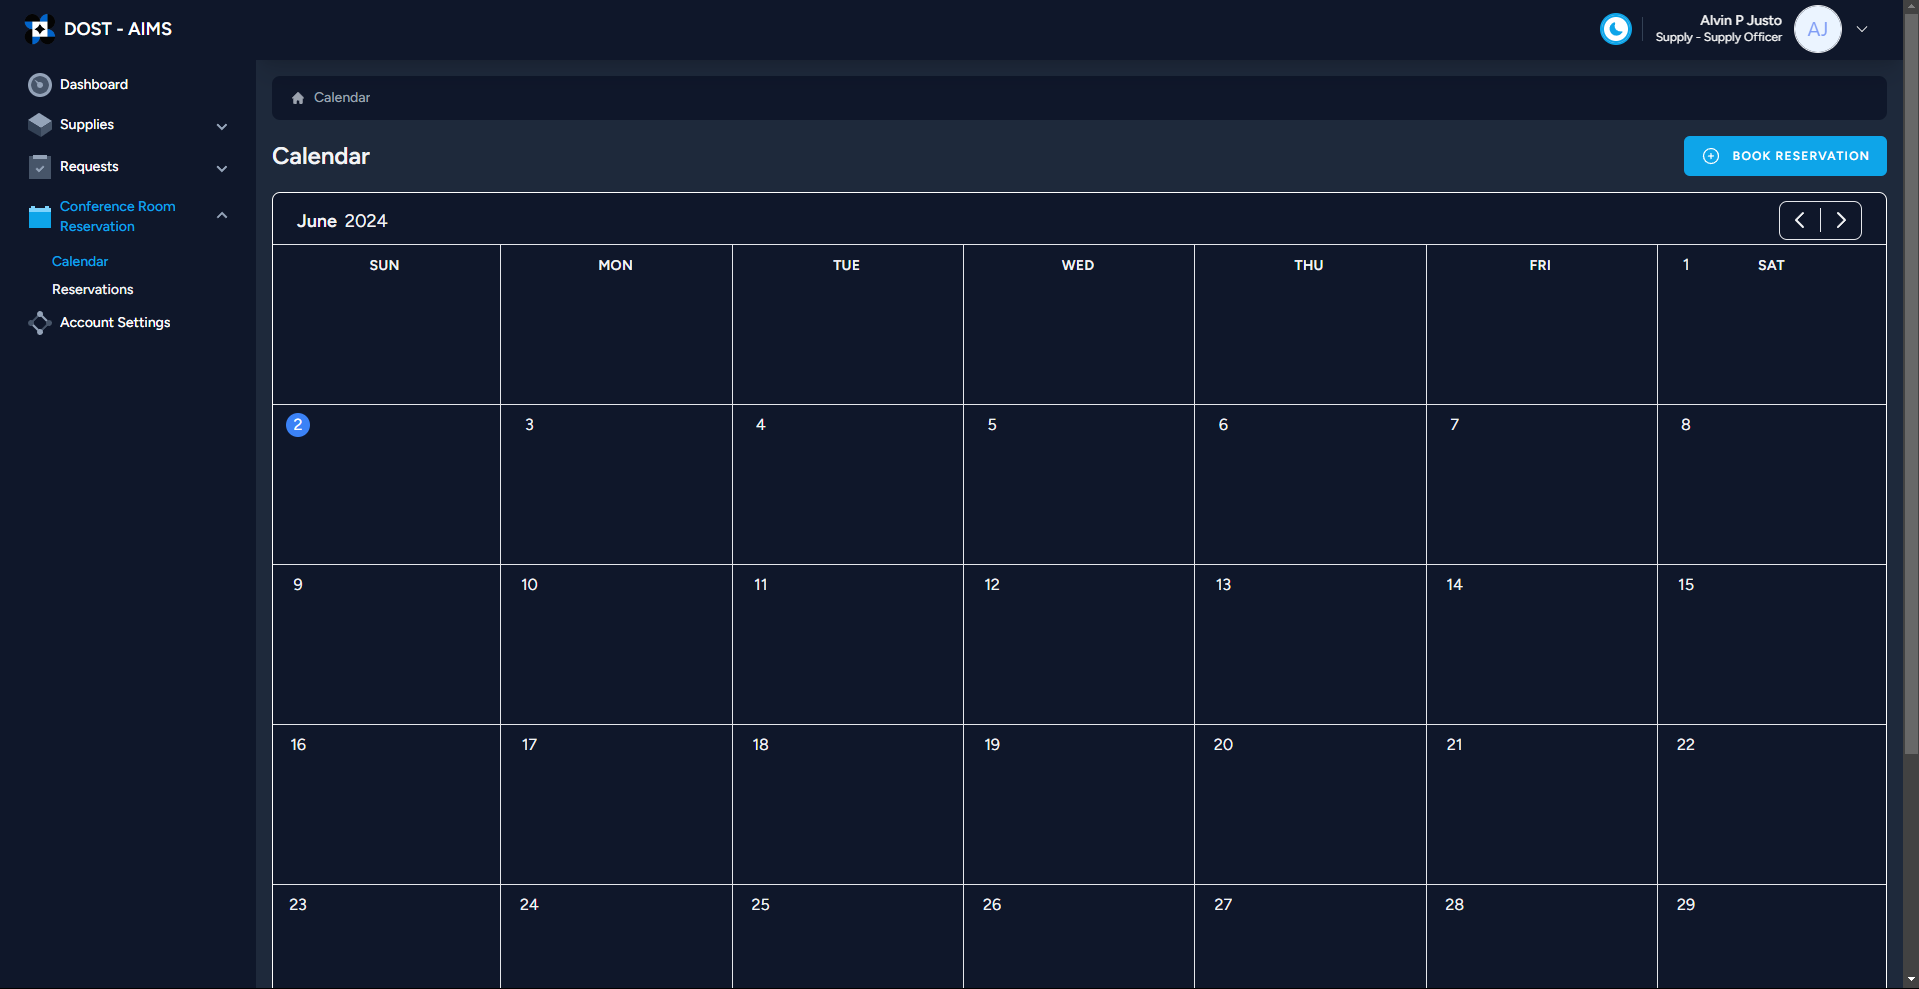 DOST - AIMS
Alvin P Justo
Supply - Supply Officer
AJ
Dashboard
Supplies
Requests
Conference Room
Reservation
Calendar
Reservations
Account Settings
Calendar
Calendar
BOOK RESERVATION
June 2024
SUN MON TUE WED THU FRI 1 SAT
2 3 4 5 6 7 8
9 10 11 12 13 14 15
16 17 18 19 20 21 22
23 24 25 26 27 28 29